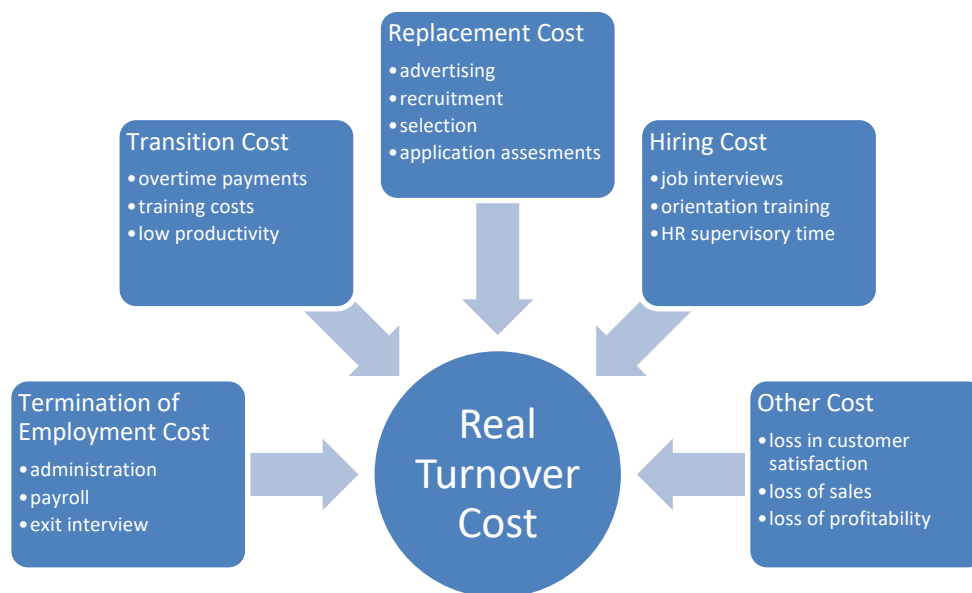 Replacement Cost
•advertising
•recruitment
•selection
•application assesments
Transition Cost
•overtime payments
•training costs
•low productivity
Hiring Cost
•job interviews
•orientation training
•HR supervisory time
Termination of
Employment Cost
•administration
•payroll
•exit interview
Real
Turnover
Cost
Other Cost
•loss in customer
satisfaction
•loss of sales
•loss of profitability